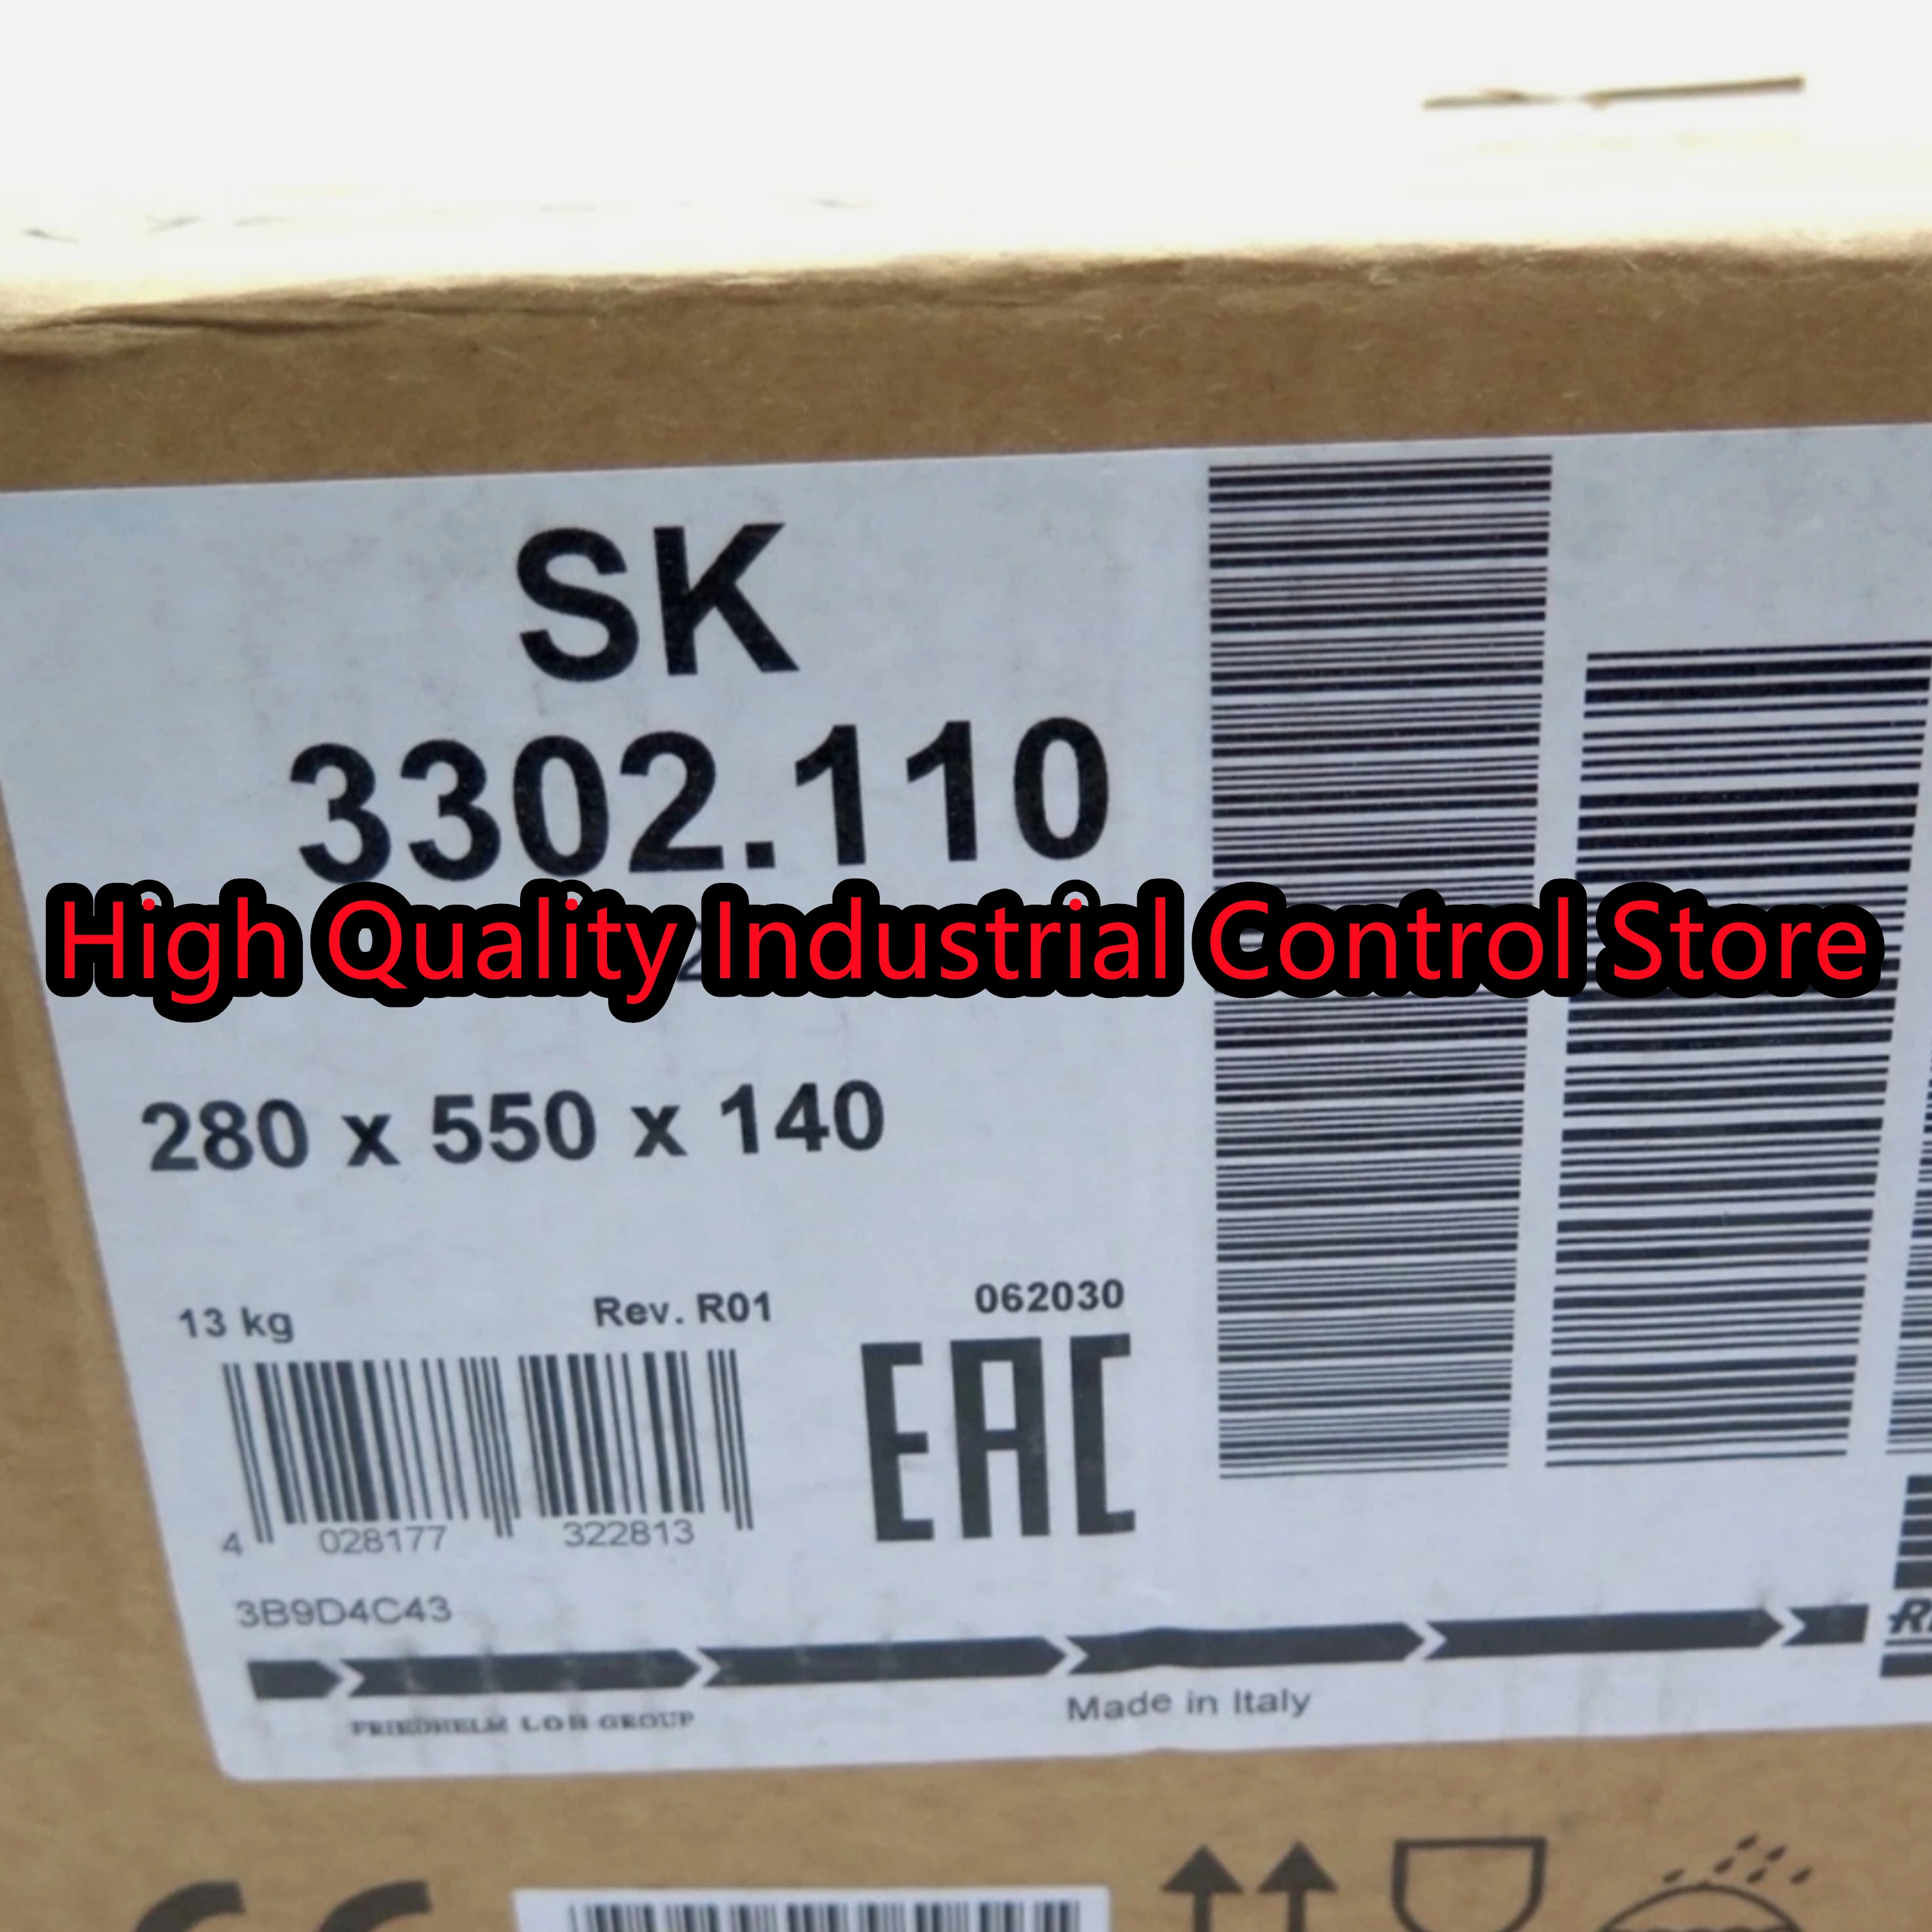 SK
3302.110
High Quality Industrial Control Store
280 x 550 x 140
13 kg
Rev. R01
062030
EAC
4 028177 322813
3B9D4C43
FRIEDHELM LOH GROUP
Made in Italy